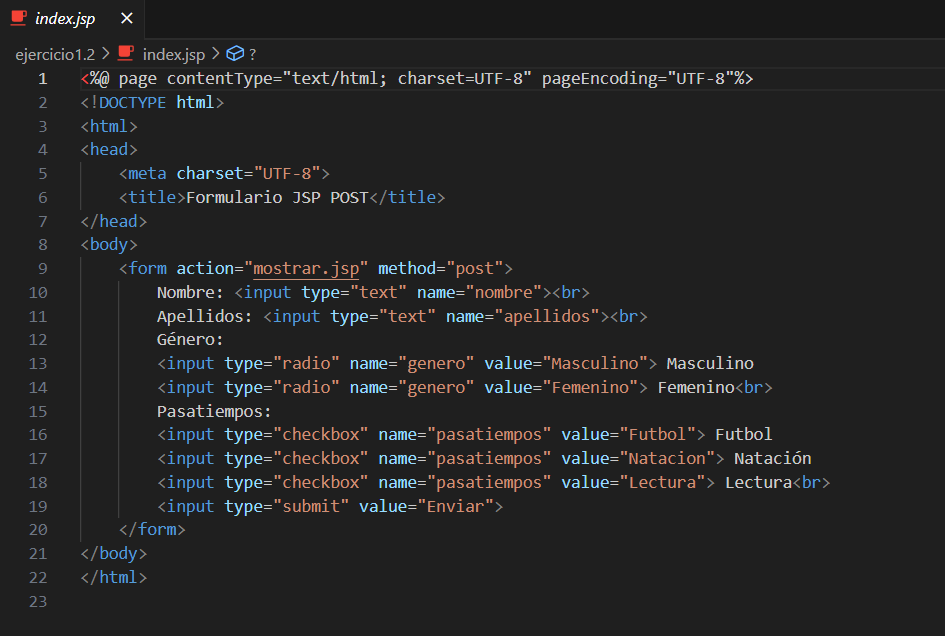 index.jsp ×
ejercicio1.2 > index.jsp > ?
1 <%@ page contentType="text/html; charset=UTF-8" pageEncoding="UTF-8"%>
2 <!DOCTYPE html>
3 <html>
4 <head>
5     <meta charset="UTF-8">
6     <title>Formulario JSP POST</title>
7 </head>
8 <body>
9     <form action="mostrar.jsp" method="post">
10         Nombre: <input type="text" name="nombre"><br>
11         Apellidos: <input type="text" name="apellidos"><br>
12         Género:
13         <input type="radio" name="genero" value="Masculino"> Masculino
14         <input type="radio" name="genero" value="Femenino"> Femenino<br>
15         Pasatiempos:
16         <input type="checkbox" name="pasatiempos" value="Futbol"> Futbol
17         <input type="checkbox" name="pasatiempos" value="Natacion"> Natación
18         <input type="checkbox" name="pasatiempos" value="Lectura"> Lectura<br>
19         <input type="submit" value="Enviar">
20     </form>
21 </body>
22 </html>
23